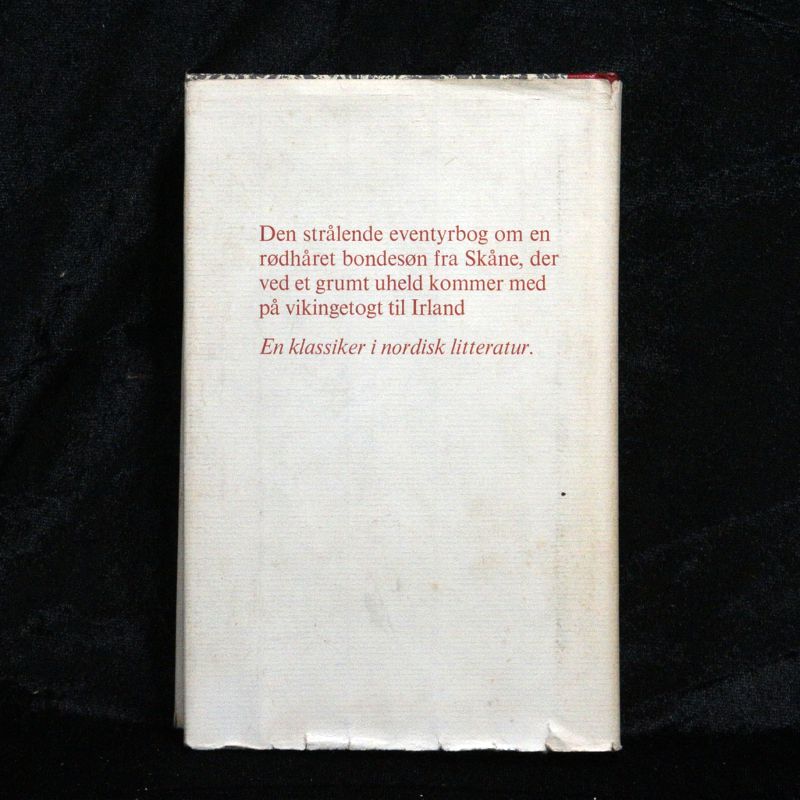 Den strålende eventyrbog om en
rødhåret bondesøn fra Skåne, der
ved et grumt uheld kommer med
på vikingetogt til Irland
En klassiker i nordisk litteratur.